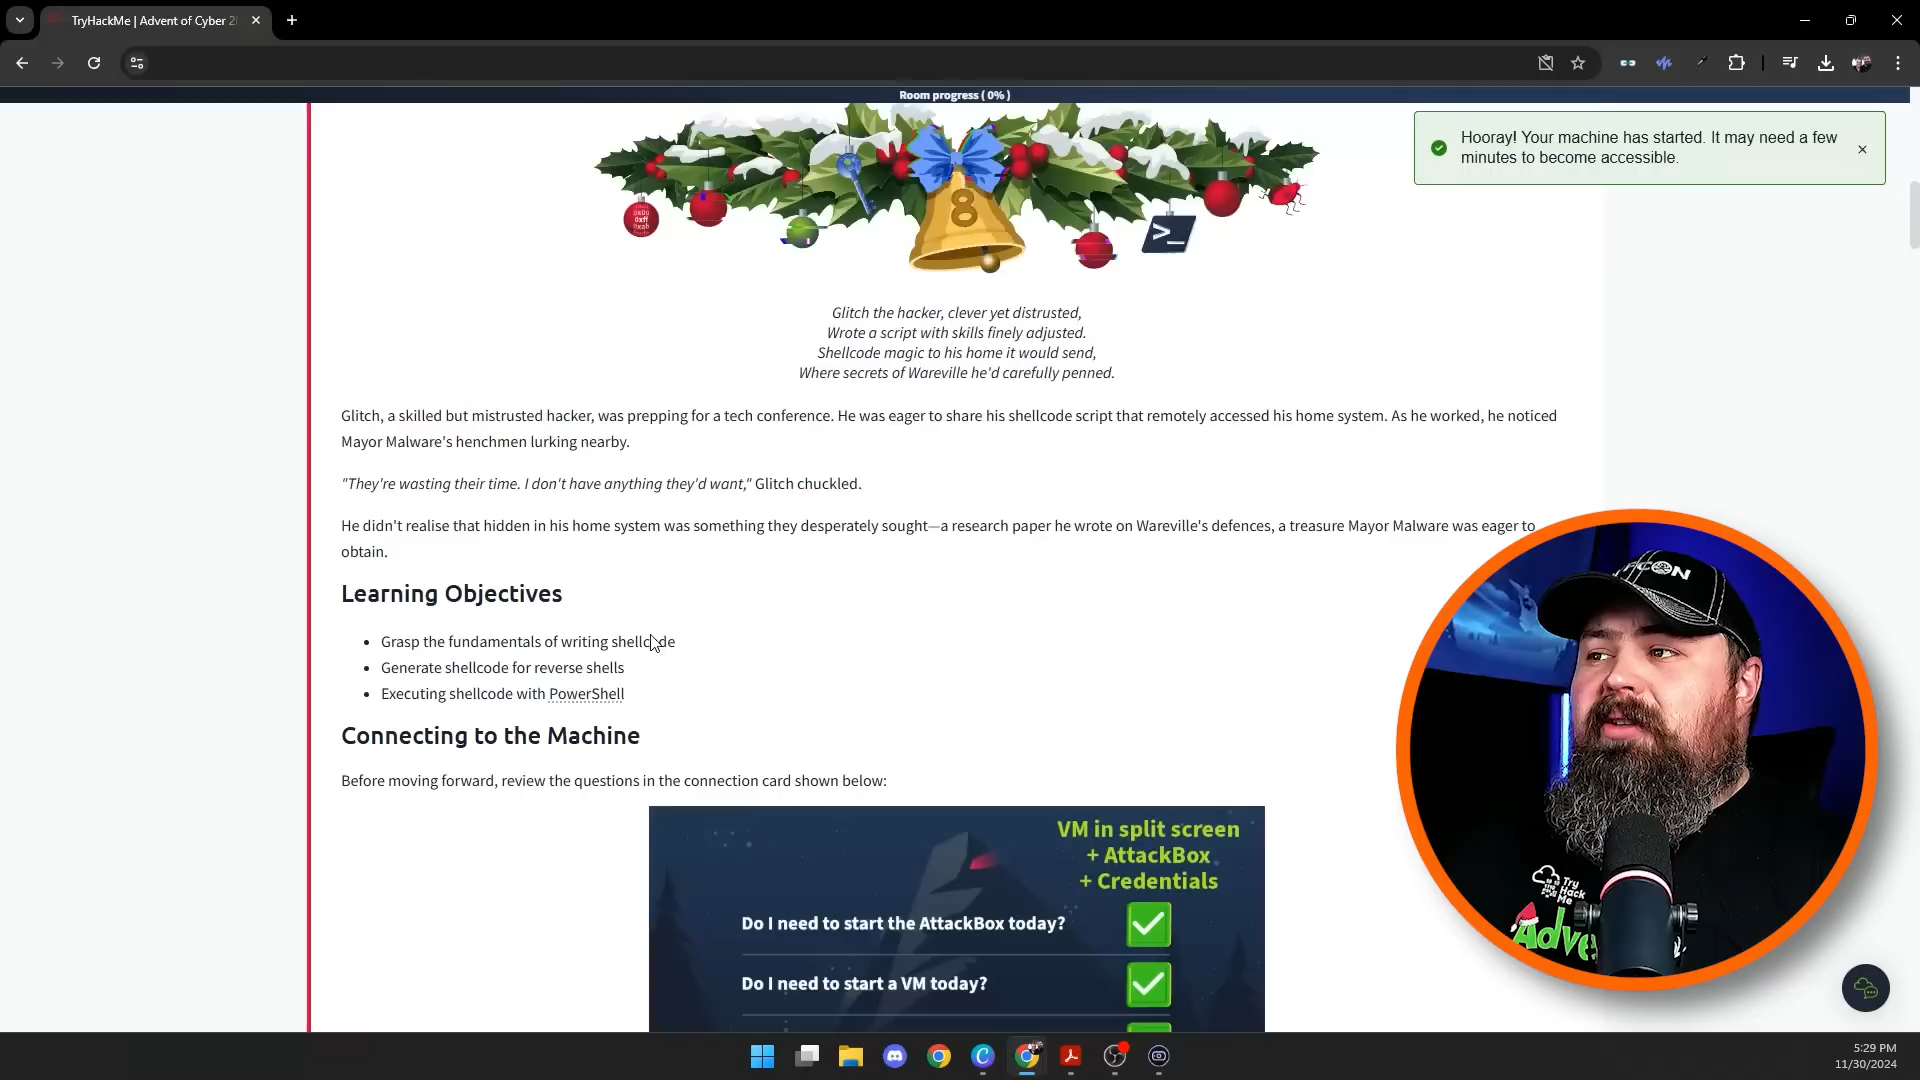 TryHackMe | Advent of Cyber 2
Room progress ( 0% )
Hooray! Your machine has started. It may need a few
minutes to become accessible.
8
>_
Glitch the hacker, clever yet distrusted,
Wrote a script with skills finely adjusted.
Shellcode magic to his home it would send,
Where secrets of Wareville he'd carefully penned.
Glitch, a skilled but mistrusted hacker, was prepping for a tech conference. He was eager to share his shellcode script that remotely accessed his home system. As he worked, he noticed
Mayor Malware's henchmen lurking nearby.
"They're wasting their time. I don't have anything they'd want," Glitch chuckled.
He didn't realise that hidden in his home system was something they desperately sought—a research paper he wrote on Wareville's defences, a treasure Mayor Malware was eager to
obtain.
Learning Objectives
Grasp the fundamentals of writing shellcode
Generate shellcode for reverse shells
Executing shellcode with PowerShell
Connecting to the Machine
Before moving forward, review the questions in the connection card shown below:
VM in split screen
+ AttackBox
+ Credentials
Do I need to start the AttackBox today?
Do I need to start a VM today?
Try
Hack
Me
Adve
5:29 PM
11/30/2024